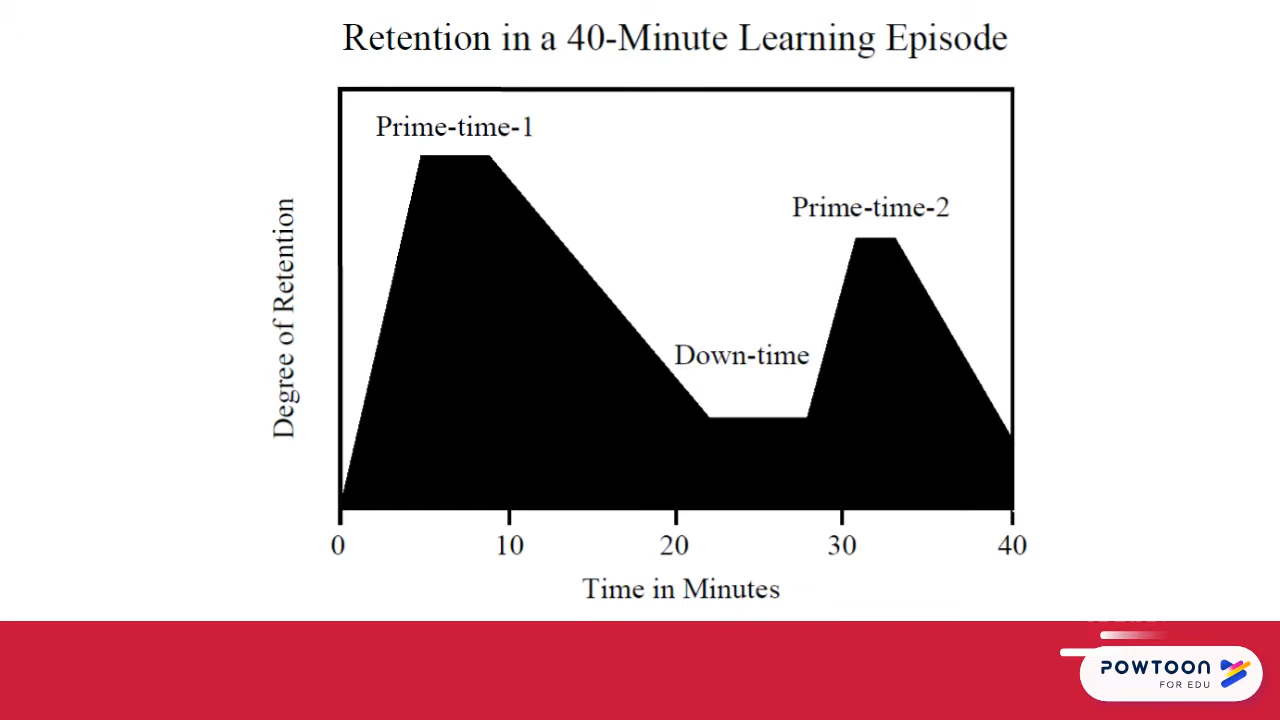 Retention in a 40-Minute Learning Episode
Prime-time-1
Prime-time-2
Down-time
Degree of Retention
0 10 20 30 40
Time in Minutes
POWTOON
FOR EDU